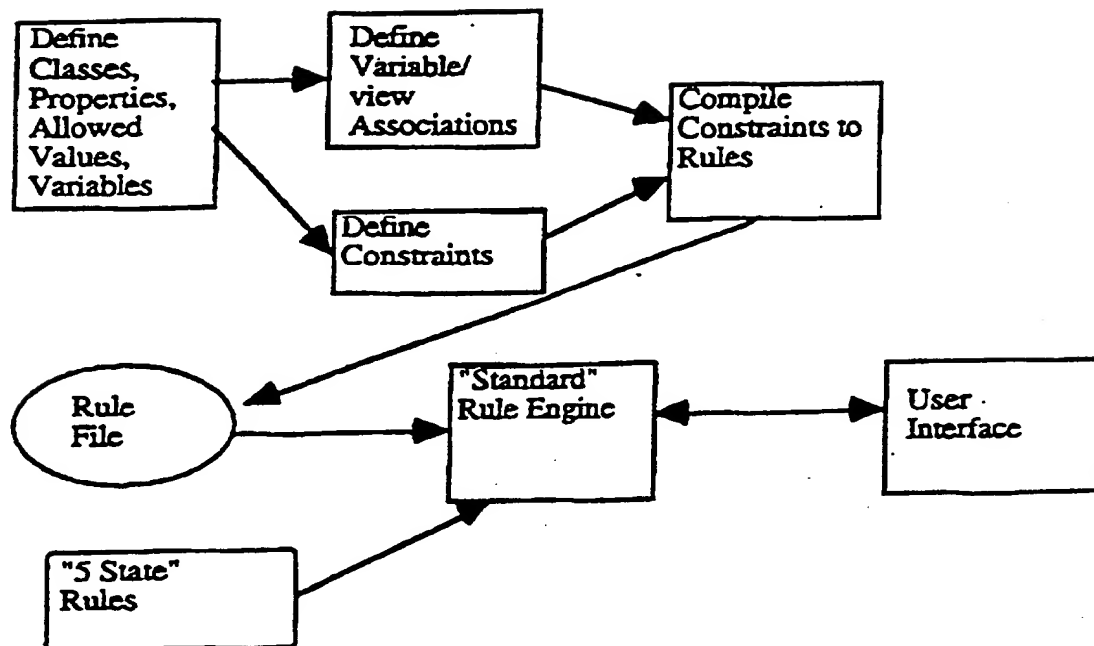 Define
Classes,
Properties,
Allowed
Values,
Variables
Define
Variable/
view
Associations
Define
Constraints
Compile
Constraints to
Rules
Rule
File
"Standard"
Rule Engine
User
Interface
"5 State"
Rules